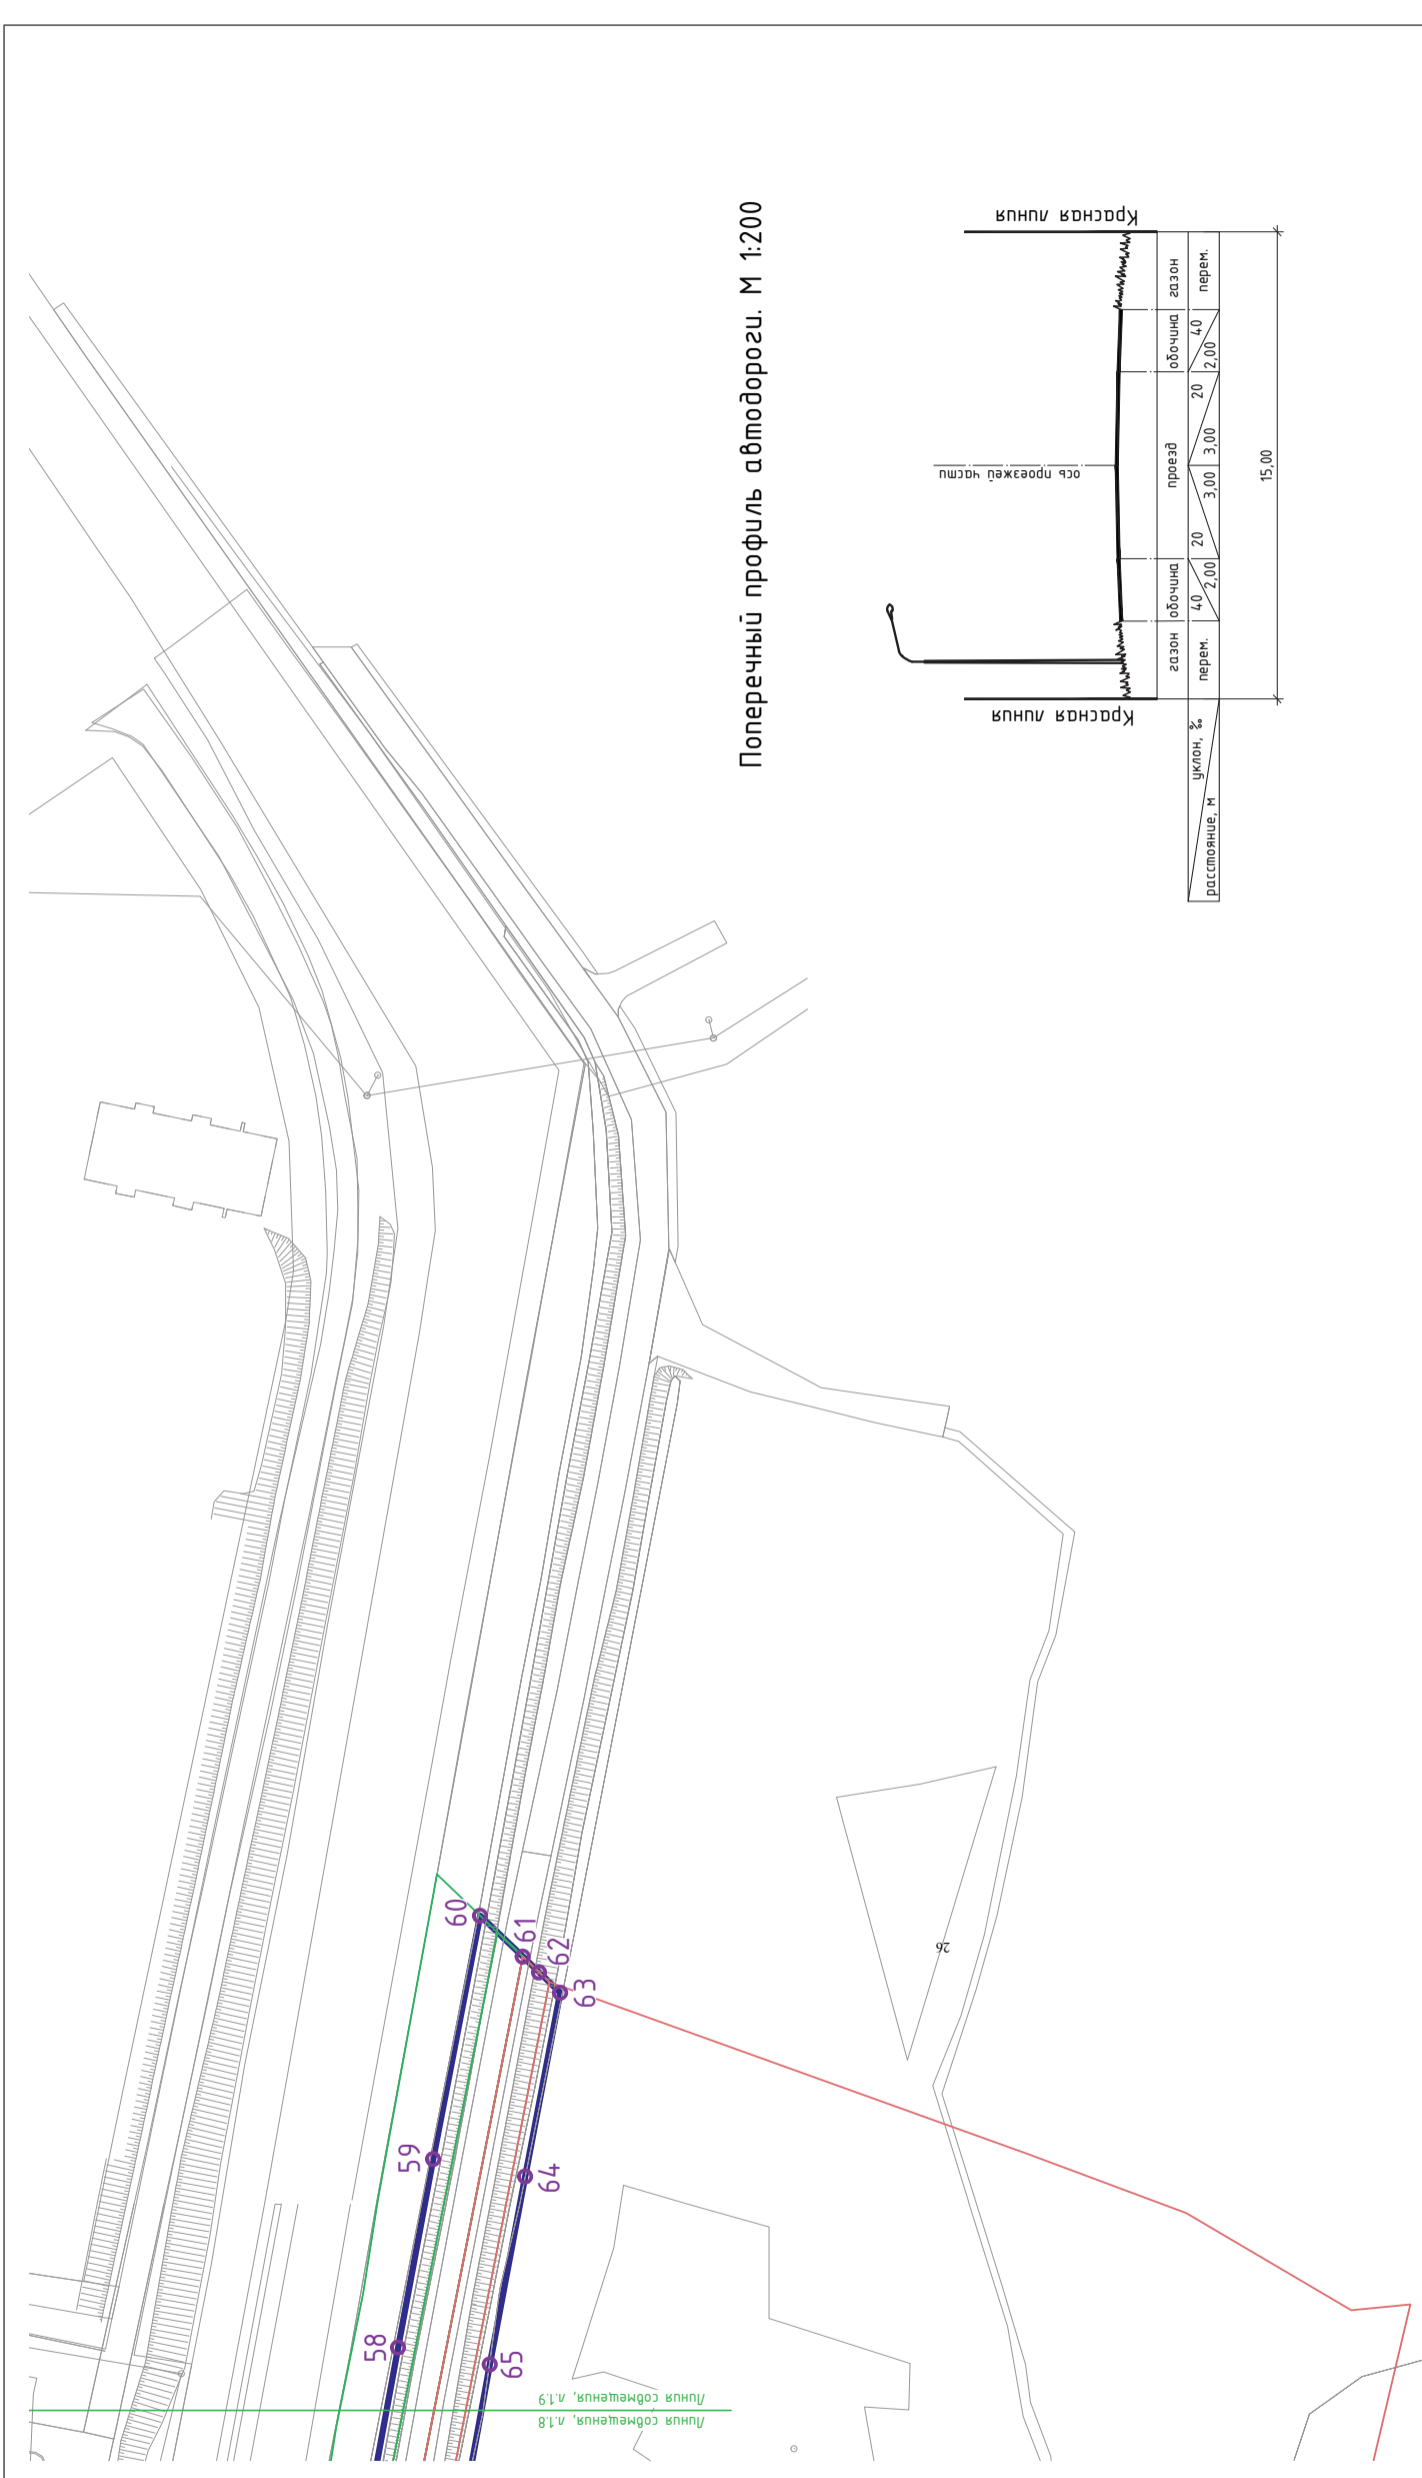 Поперечный профиль автодороги. М 1:200
Красная линия
Красная линия
ось проезжей части
газон
обочина
проезд
обочина
газон
уклон, ‰
расстояние, м
перем.
40
2,00
20
3,00
3,00
20
40
2,00
перем.
15,00
60
61
62
63
59
64
58
65
26
Линия совмещения, л.1.9
Линия совмещения, л.1.8